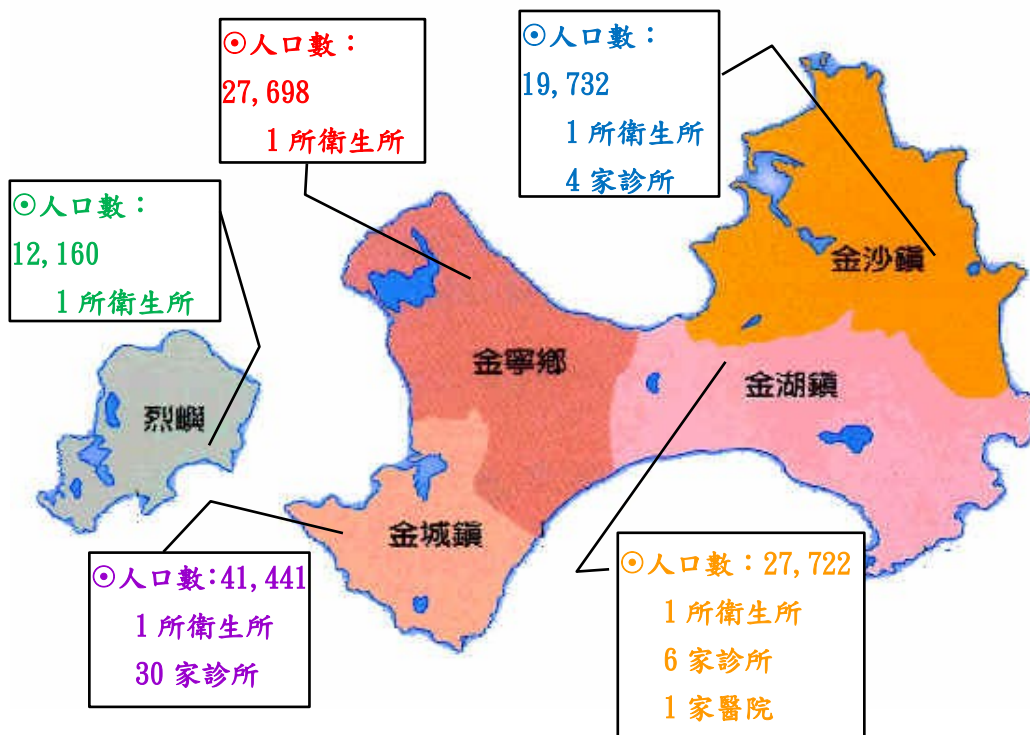 ⊙人口數：
27,698
1所衛生所
⊙人口數：
19,732
1所衛生所
4家診所
⊙人口數：
12,160
1所衛生所
金沙鎮
金寧鄉
金湖鎮
烈嶼
金城鎮
⊙人口數:41,441
1所衛生所
30家診所
⊙人口數：27,722
1所衛生所
6家診所
1家醫院